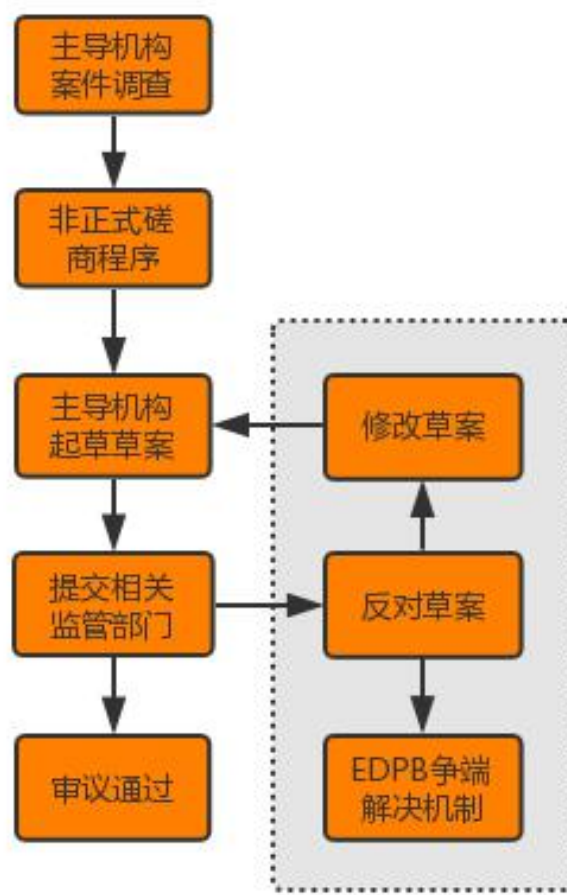 主导机构
案件调查
非正式磋
商程序
主导机构
起草草案
修改草案
提交相关
监管部门
反对草案
审议通过
EDPB争端
解决机制